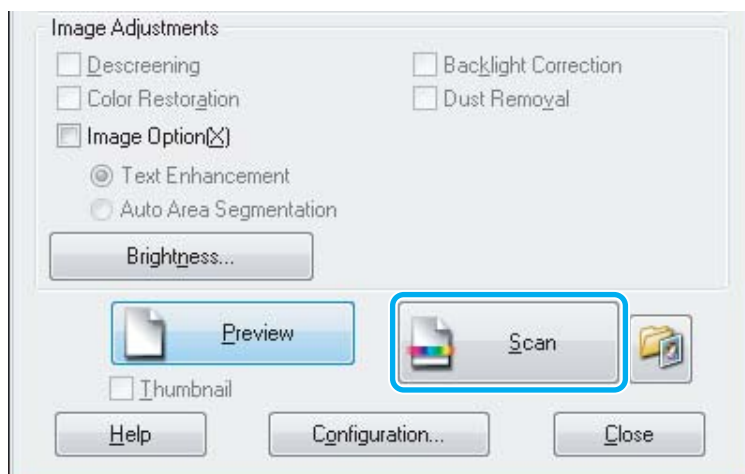 Image Adjustments
Descreening Backlight Correction
Color Restoration Dust Removal
Image Option(X)
Text Enhancement
Auto Area Segmentation
Brightness...
Preview Scan
Thumbnail
Help Configuration... Close